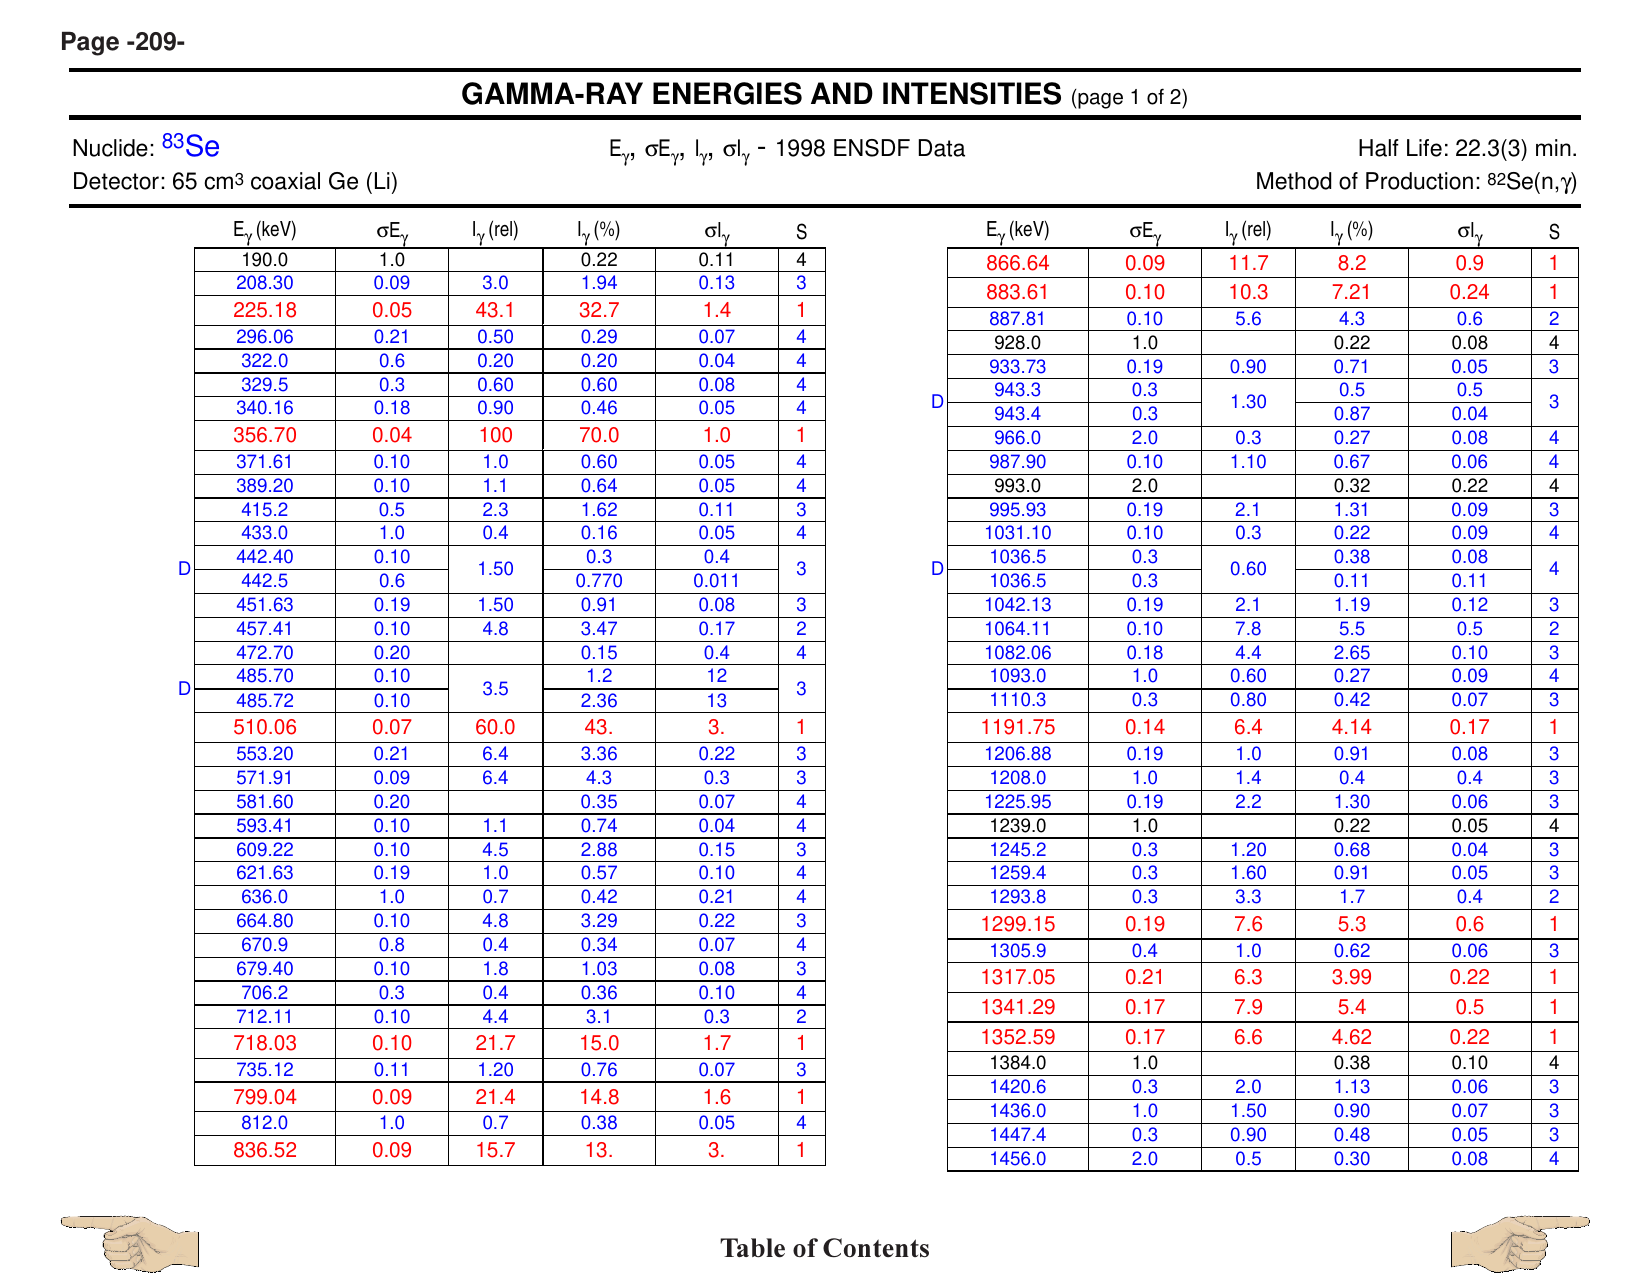 Page -209-
GAMMA-RAY ENERGIES AND INTENSITIES (page 1 of 2)
Nuclide: ⁸³Se
Eγ, σEγ, Iγ, σIγ - 1998 ENSDF Data
Half Life: 22.3(3) min.
Detector: 65 cm³ coaxial Ge (Li)
Method of Production: ⁸²Se(n,γ)
Eγ (keV) σEγ Iγ (rel) Iγ (%) σIγ S
190.0 1.0 0.22 0.11 4
208.30 0.09 3.0 1.94 0.13 3
225.18 0.05 43.1 32.7 1.4 1
296.06 0.21 0.50 0.29 0.07 4
322.0 0.6 0.20 0.20 0.04 4
329.5 0.3 0.60 0.60 0.08 4
340.16 0.18 0.90 0.46 0.05 4
356.70 0.04 100 70.0 1.0 1
371.61 0.10 1.0 0.60 0.05 4
389.20 0.10 1.1 0.64 0.05 4
415.2 0.5 2.3 1.62 0.11 3
433.0 1.0 0.4 0.16 0.05 4
442.40 0.10 0.3 0.4
D 1.50 3
442.5 0.6 0.770 0.011
451.63 0.19 1.50 0.91 0.08 3
457.41 0.10 4.8 3.47 0.17 2
472.70 0.20 0.15 0.4 4
485.70 0.10 1.2 12
D 3.5 3
485.72 0.10 2.36 13
510.06 0.07 60.0 43. 3. 1
553.20 0.21 6.4 3.36 0.22 3
571.91 0.09 6.4 4.3 0.3 3
581.60 0.20 0.35 0.07 4
593.41 0.10 1.1 0.74 0.04 4
609.22 0.10 4.5 2.88 0.15 3
621.63 0.19 1.0 0.57 0.10 4
636.0 1.0 0.7 0.42 0.21 4
664.80 0.10 4.8 3.29 0.22 3
670.9 0.8 0.4 0.34 0.07 4
679.40 0.10 1.8 1.03 0.08 3
706.2 0.3 0.4 0.36 0.10 4
712.11 0.10 4.4 3.1 0.3 2
718.03 0.10 21.7 15.0 1.7 1
735.12 0.11 1.20 0.76 0.07 3
799.04 0.09 21.4 14.8 1.6 1
812.0 1.0 0.7 0.38 0.05 4
836.52 0.09 15.7 13. 3. 1
Eγ (keV) σEγ Iγ (rel) Iγ (%) σIγ S
866.64 0.09 11.7 8.2 0.9 1
883.61 0.10 10.3 7.21 0.24 1
887.81 0.10 5.6 4.3 0.6 2
928.0 1.0 0.22 0.08 4
933.73 0.19 0.90 0.71 0.05 3
943.3 0.3 0.5 0.5
D 1.30 3
943.4 0.3 0.87 0.04
966.0 2.0 0.3 0.27 0.08 4
987.90 0.10 1.10 0.67 0.06 4
993.0 2.0 0.32 0.22 4
995.93 0.19 2.1 1.31 0.09 3
1031.10 0.10 0.3 0.22 0.09 4
1036.5 0.3 0.38 0.08
D 0.60 4
1036.5 0.3 0.11 0.11
1042.13 0.19 2.1 1.19 0.12 3
1064.11 0.10 7.8 5.5 0.5 2
1082.06 0.18 4.4 2.65 0.10 3
1093.0 1.0 0.60 0.27 0.09 4
1110.3 0.3 0.80 0.42 0.07 3
1191.75 0.14 6.4 4.14 0.17 1
1206.88 0.19 1.0 0.91 0.08 3
1208.0 1.0 1.4 0.4 0.4 3
1225.95 0.19 2.2 1.30 0.06 3
1239.0 1.0 0.22 0.05 4
1245.2 0.3 1.20 0.68 0.04 3
1259.4 0.3 1.60 0.91 0.05 3
1293.8 0.3 3.3 1.7 0.4 2
1299.15 0.19 7.6 5.3 0.6 1
1305.9 0.4 1.0 0.62 0.06 3
1317.05 0.21 6.3 3.99 0.22 1
1341.29 0.17 7.9 5.4 0.5 1
1352.59 0.17 6.6 4.62 0.22 1
1384.0 1.0 0.38 0.10 4
1420.6 0.3 2.0 1.13 0.06 3
1436.0 1.0 1.50 0.90 0.07 3
1447.4 0.3 0.90 0.48 0.05 3
1456.0 2.0 0.5 0.30 0.08 4
Table of Contents